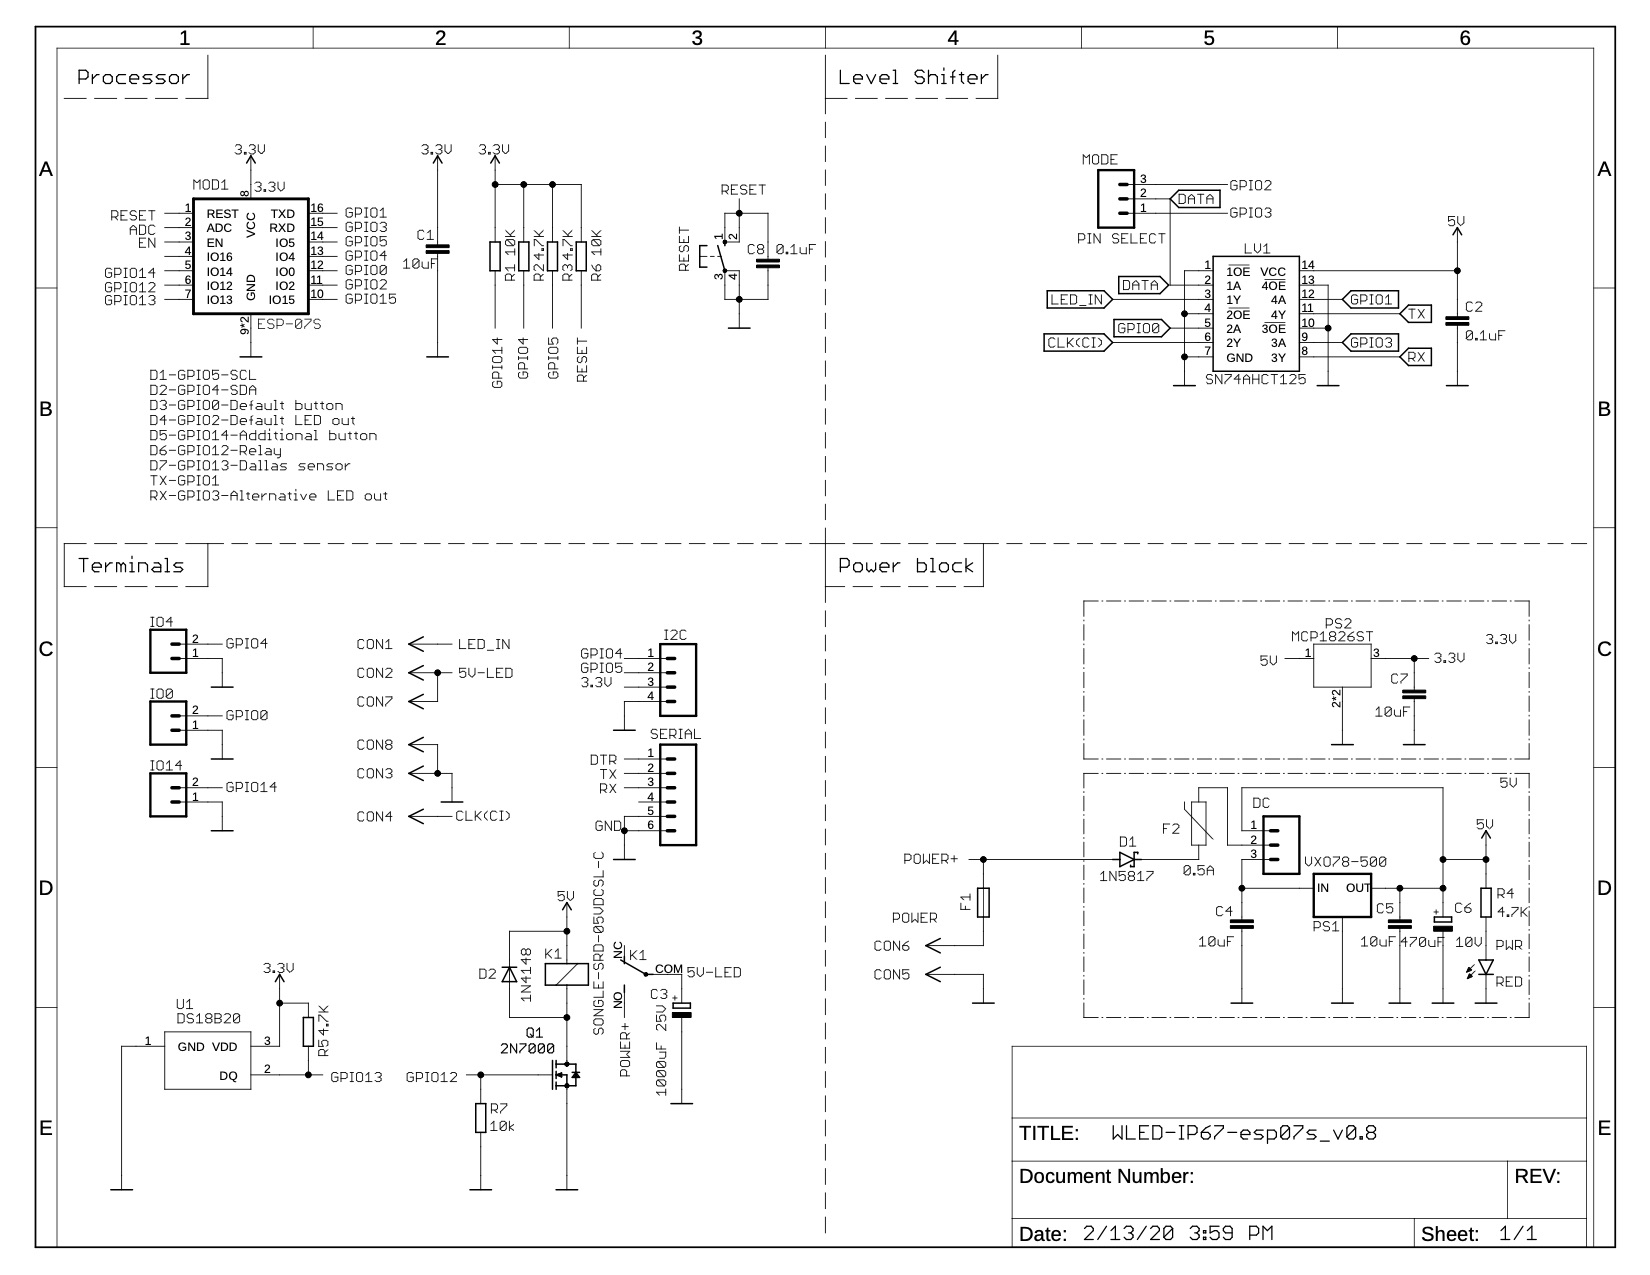 1 2 3 4 5 6
A A
B B
C C
D D
E E
Processor
3.3V
MOD1
3.3V
8
VCC
RESET 1 REST TXD 16 GPIO1
ADC 2 ADC RXD 15 GPIO3
EN 3 EN IO5 14 GPIO5
4 IO16 IO4 13 GPIO4
GPIO14 5 IO14 IO0 12 GPIO0
GPIO12 6 IO12 IO2 11 GPIO2
GPIO13 7 IO13 IO15 10 GPIO15
GND
9*2
ESP-07S
3.3V
C1
10uF
3.3V
R1 10K
R2 4.7K
R3 4.7K
R6 10K
GPIO14
GPIO4
GPIO5
RESET
RESET
RESET
1 2
3 4
C8 0.1uF
D1-GPIO5-SCL
D2-GPIO4-SDA
D3-GPIO0-Default button
D4-GPIO2-Default LED out
D5-GPIO14-Additional button
D6-GPIO12-Relay
D7-GPIO13-Dallas sensor
TX-GPIO1
RX-GPIO3-Alternative LED out
Level Shifter
MODE
3 GPIO2
2 DATA
1 GPIO3
PIN SELECT
LV1
1 1OE VCC 14
DATA 2 1A 4OE 13
LED_IN 3 1Y 4A 12 GPIO1
4 2OE 4Y 11 TX
GPIO0 5 2A 3OE 10
CLK(CI) 6 2Y 3A 9 GPIO3
7 GND 3Y 8 RX
SN74AHCT125
5V
C2
0.1uF
Terminals
IO4
2 GPIO4
1
IO0
2 GPIO0
1
IO14
2 GPIO14
1
CON1 LED_IN
CON2 5V-LED
CON7
CON8
CON3
CON4 CLK(CI)
I2C
GPIO4 1
GPIO5 2
3.3V 3
4
SERIAL
DTR 1
TX 2
RX 3
4
5
GND 6
3.3V
U1
DS18B20
1 GND VDD 3
DQ 2
R5 4.7K
GPIO13
5V
D2
1N4148
K1
SONGLE-SRD-05VDCSL-C
NC
K1
COM 5V-LED
NO
POWER+
C3
+
1000uF 25V
Q1
2N7000
GPIO12
R7
10k
Power block
PS2
MCP1826ST
3.3V
5V 1 3 3.3V
2*2
C7
10uF
5V
POWER+
F1
POWER
CON6
CON5
D1
1N5817
F2
0.5A
DC
1
2
3
VXO78-500
IN OUT
PS1
C4
10uF
C5
10uF
+
C6
470uF 10V
5V
R4
4.7K
PWR
RED
TITLE: WLED-IP67-esp07s_v0.8
Document Number:
REV:
Date: 2/13/20 3:59 PM
Sheet: 1/1